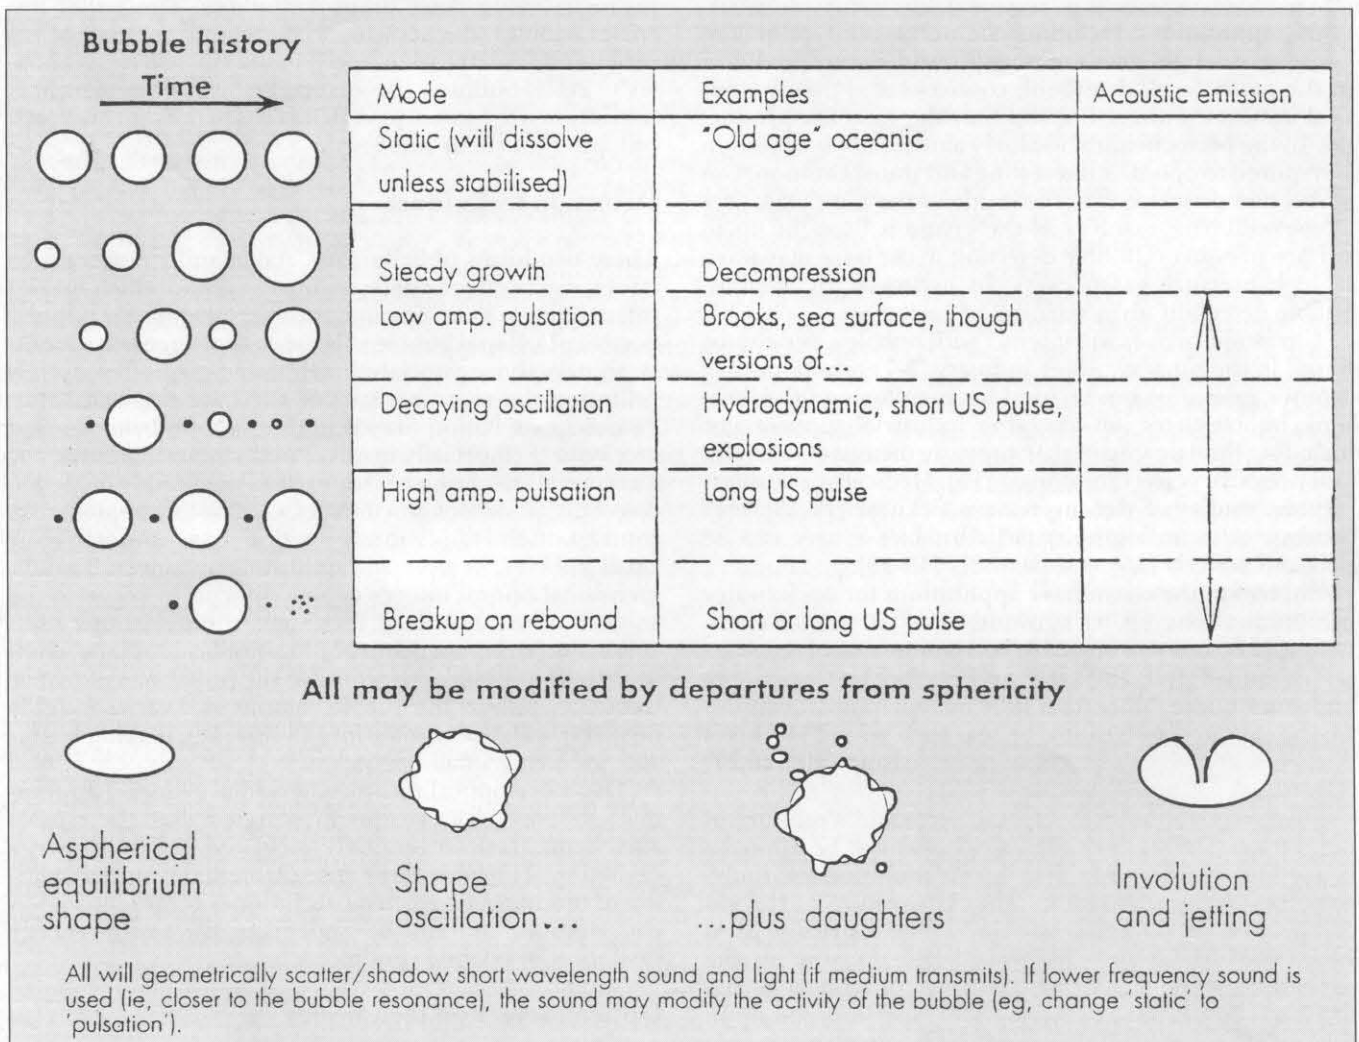 Bubble history
Time
Mode Examples Acoustic emission
Static (will dissolve "Old age" oceanic
unless stabilised)
Steady growth Decompression
Low amp. pulsation Brooks, sea surface, though
versions of...
Decaying oscillation Hydrodynamic, short US pulse,
explosions
High amp. pulsation Long US pulse
Breakup on rebound Short or long US pulse
All may be modified by departures from sphericity
Aspherical
equilibrium
shape
Shape
oscillation...
...plus daughters
Involution
and jetting
All will geometrically scatter/shadow short wavelength sound and light (if medium transmits). If lower frequency sound is
used (ie, closer to the bubble resonance), the sound may modify the activity of the bubble (eg, change 'static' to
'pulsation').